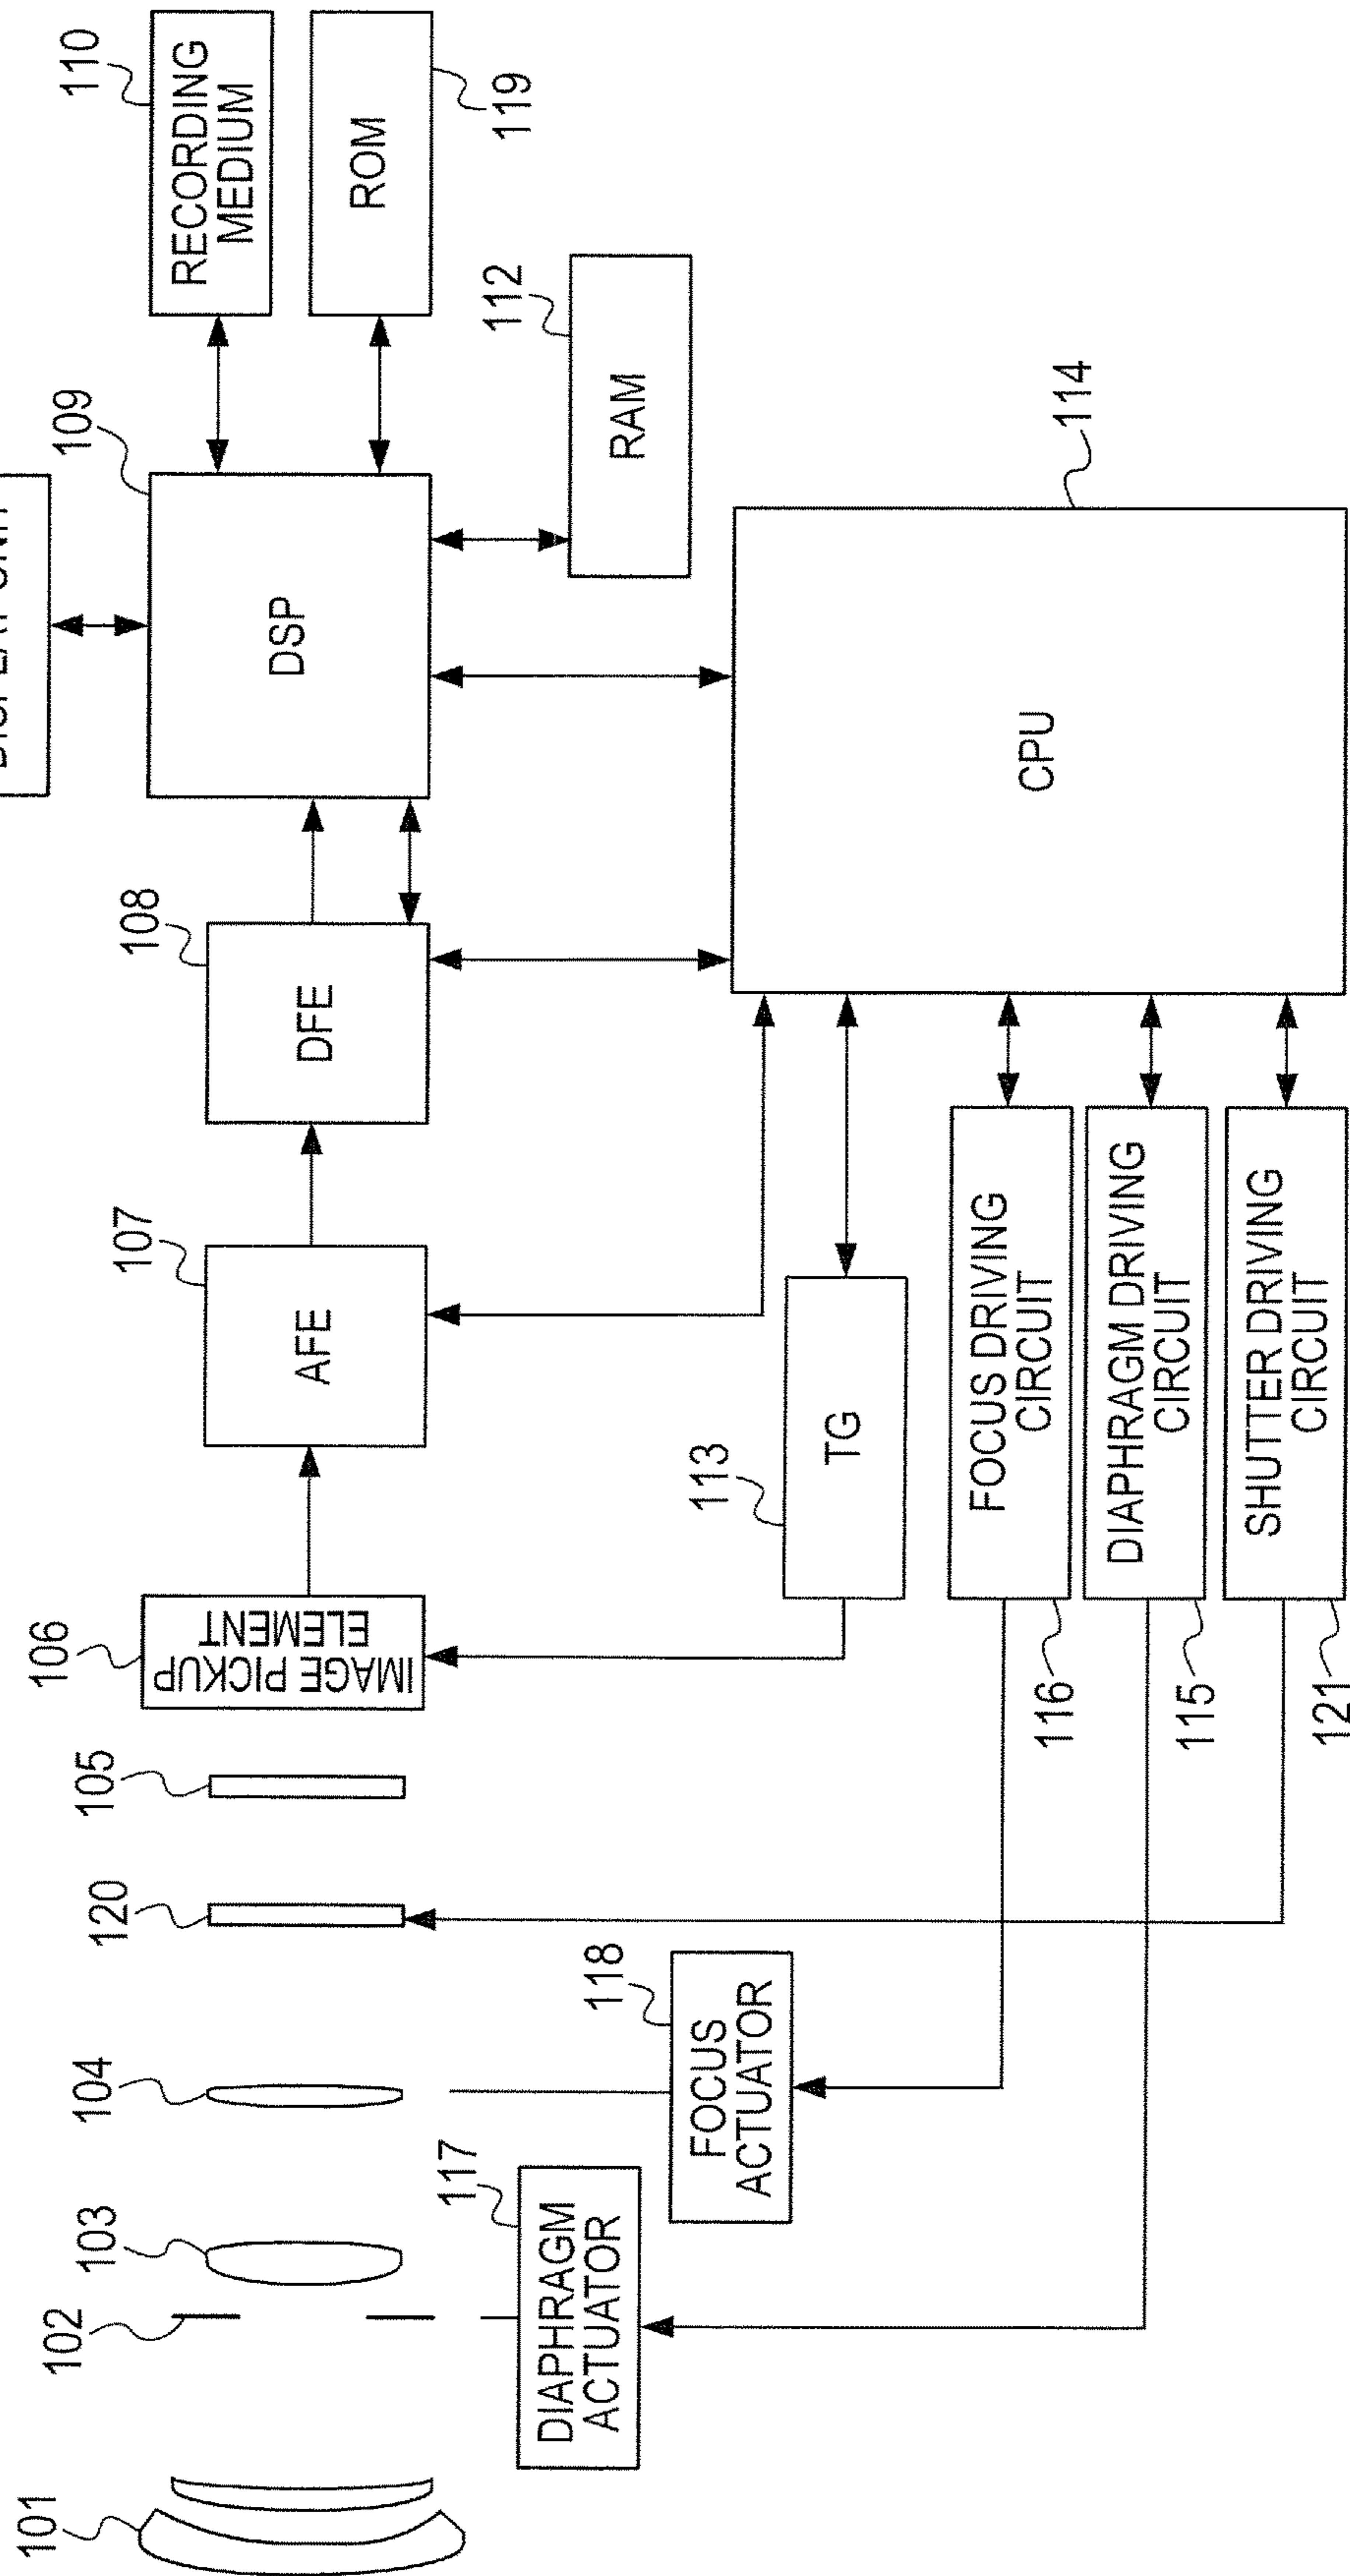 101
102
103
104
120
105
106
107
108
109
110
IMAGE PICKUP
ELEMENT
AFE
DFE
DSP
RECORDING
MEDIUM
ROM
119
117
DIAPHRAGM
ACTUATOR
118
FOCUS
ACTUATOR
112
RAM
113
TG
CPU
114
FOCUS DRIVING
CIRCUIT
116
DIAPHRAGM DRIVING
CIRCUIT
115
SHUTTER DRIVING
CIRCUIT
121